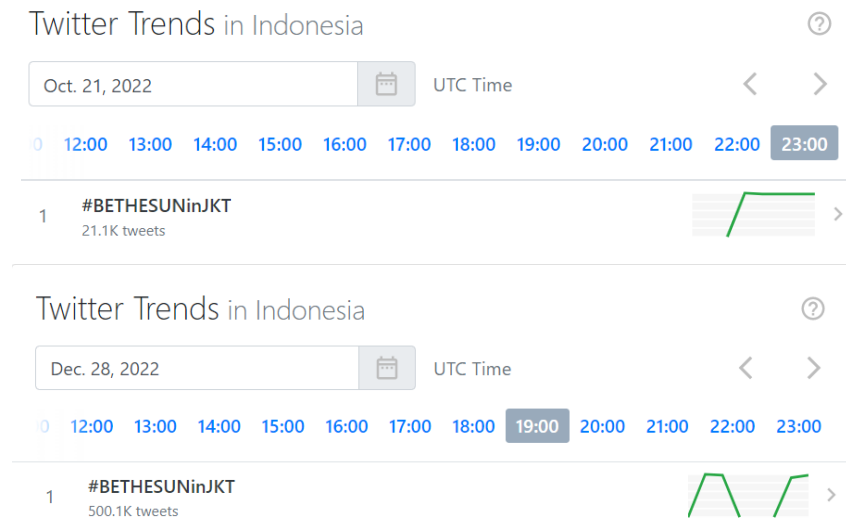 Twitter Trends in Indonesia
Oct. 21, 2022 UTC Time
0 12:00 13:00 14:00 15:00 16:00 17:00 18:00 19:00 20:00 21:00 22:00 23:00
1 #BETHESUNinJKT
21.1K tweets
Twitter Trends in Indonesia
Dec. 28, 2022 UTC Time
0 12:00 13:00 14:00 15:00 16:00 17:00 18:00 19:00 20:00 21:00 22:00 23:00
1 #BETHESUNinJKT
500.1K tweets